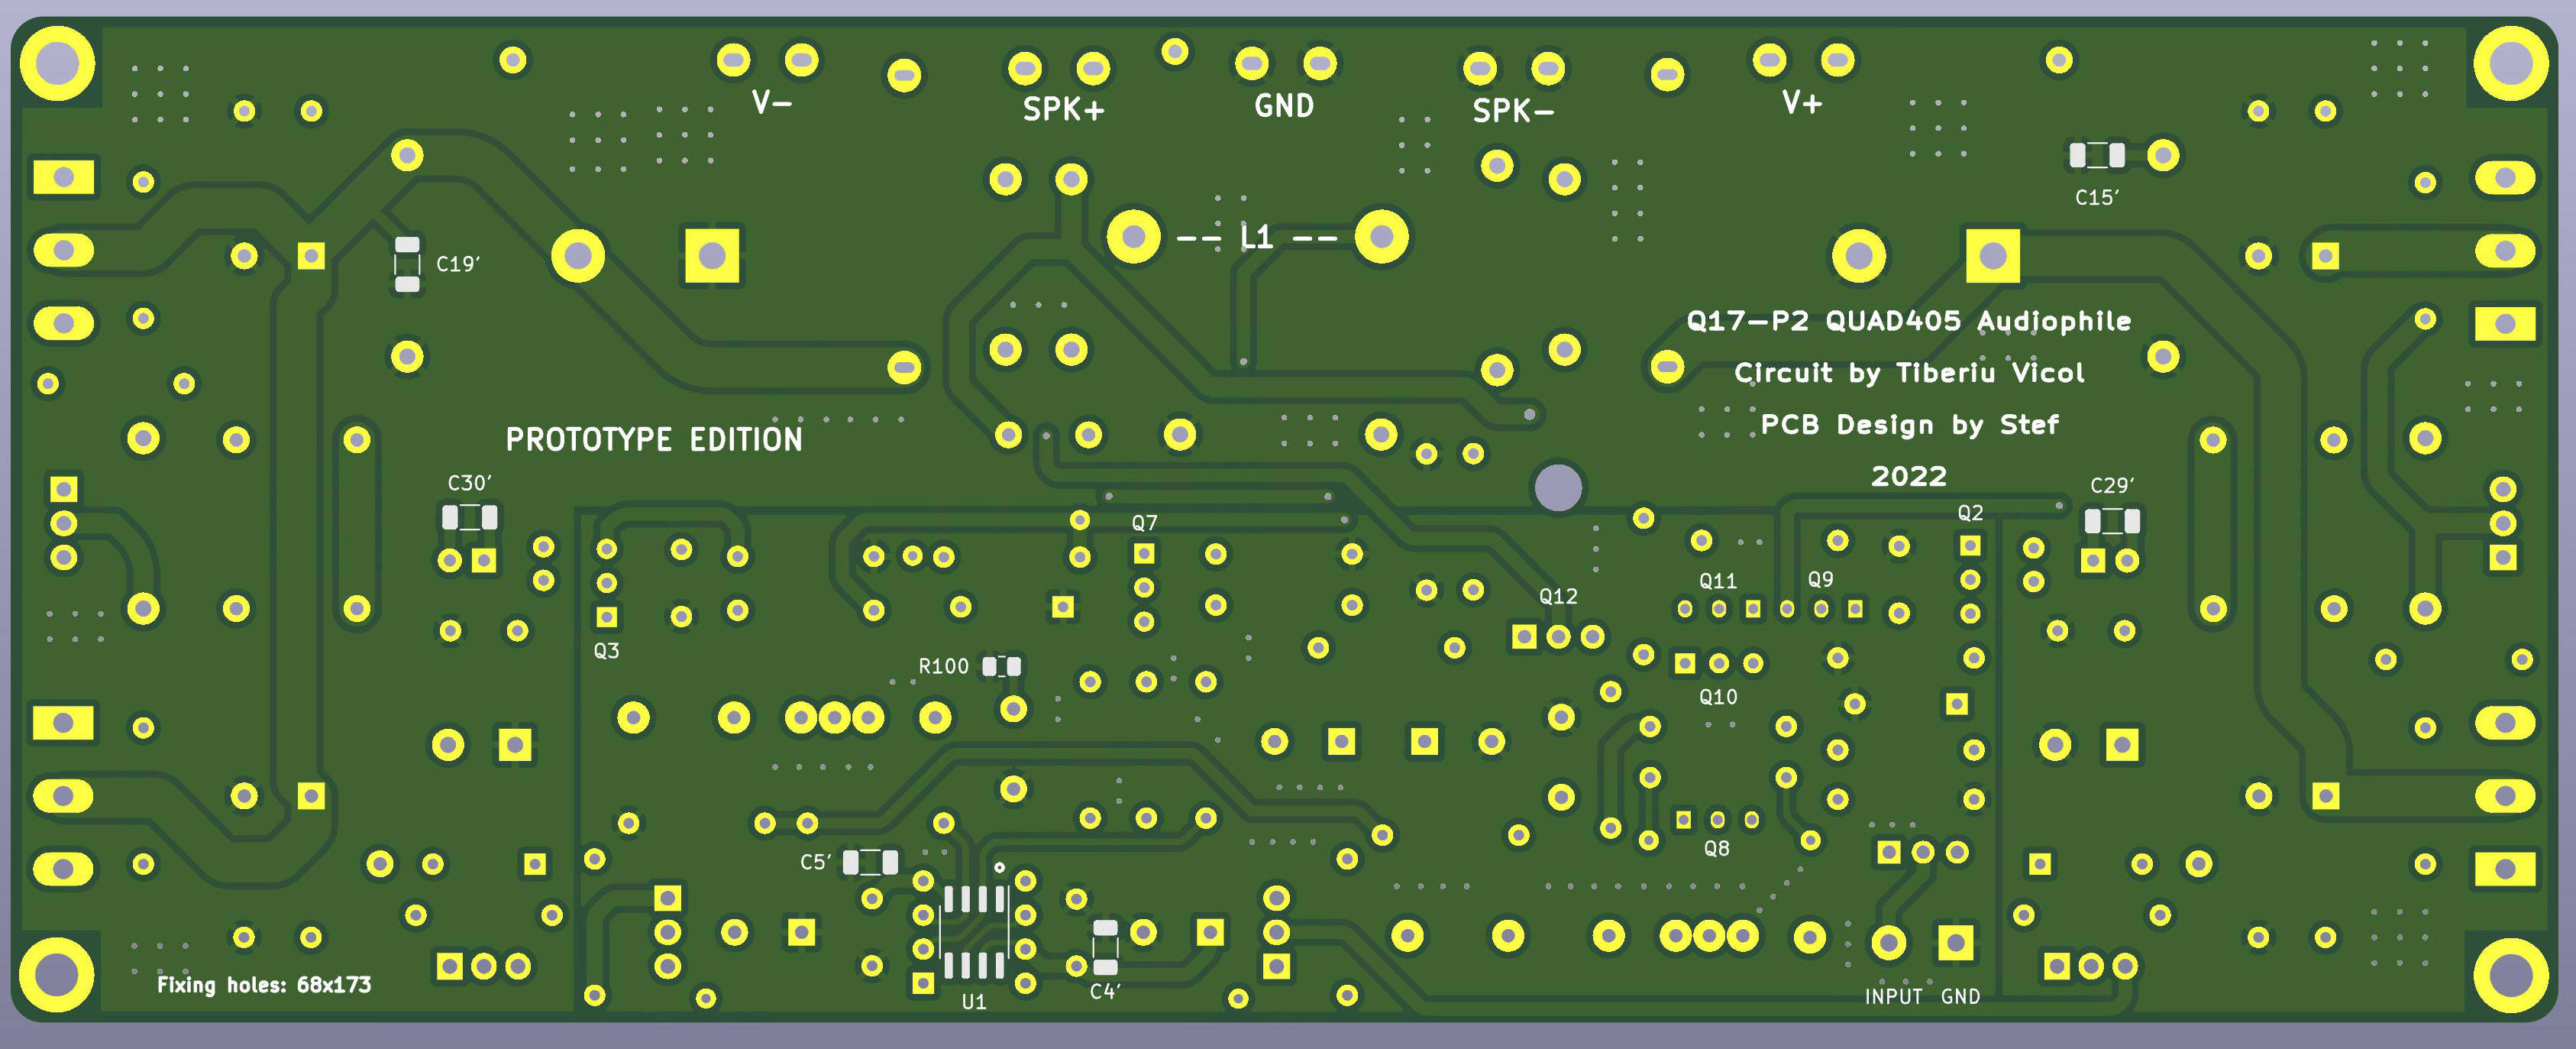 V-
SPK+
GND
SPK-
V+
C15'
-- L1 --
C19'
Q17-P2 QUAD405 Audiophile
Circuit by Tiberiu Vicol
PCB Design by Stef
2022
PROTOTYPE EDITION
C30'
C29'
Q7
Q2
Q11
Q9
Q12
Q3
R100
Q10
Q8
C5'
Fixing holes: 68x173
U1
C4'
INPUT GND